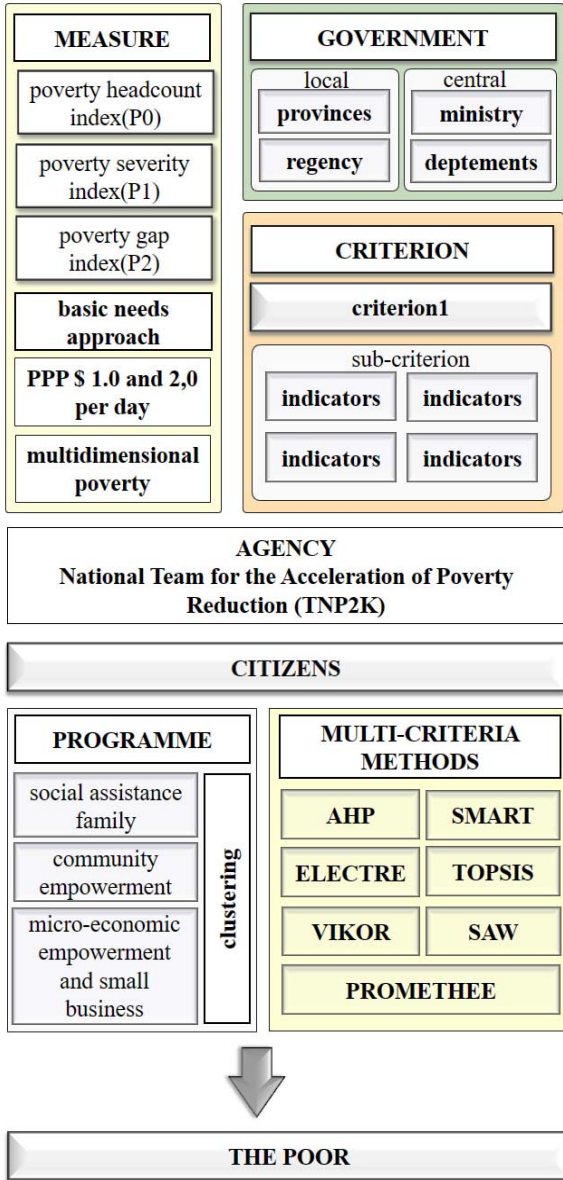 MEASURE
poverty headcount
index(P0)
poverty severity
index(P1)
poverty gap
index(P2)
basic needs
approach
PPP $ 1.0 and 2,0
per day
multidimensional
poverty
GOVERNMENT
local
provinces
regency
central
ministry
deptements
CRITERION
criterion1
sub-criterion
indicators
indicators
indicators
indicators
AGENCY
National Team for the Acceleration of Poverty
Reduction (TNP2K)
CITIZENS
PROGRAMME
social assistance
family
community
empowerment
micro-economic
empowerment
and small
business
clustering
MULTI-CRITERIA
METHODS
AHP
SMART
ELECTRE
TOPSIS
VIKOR
SAW
PROMETHEE
THE POOR